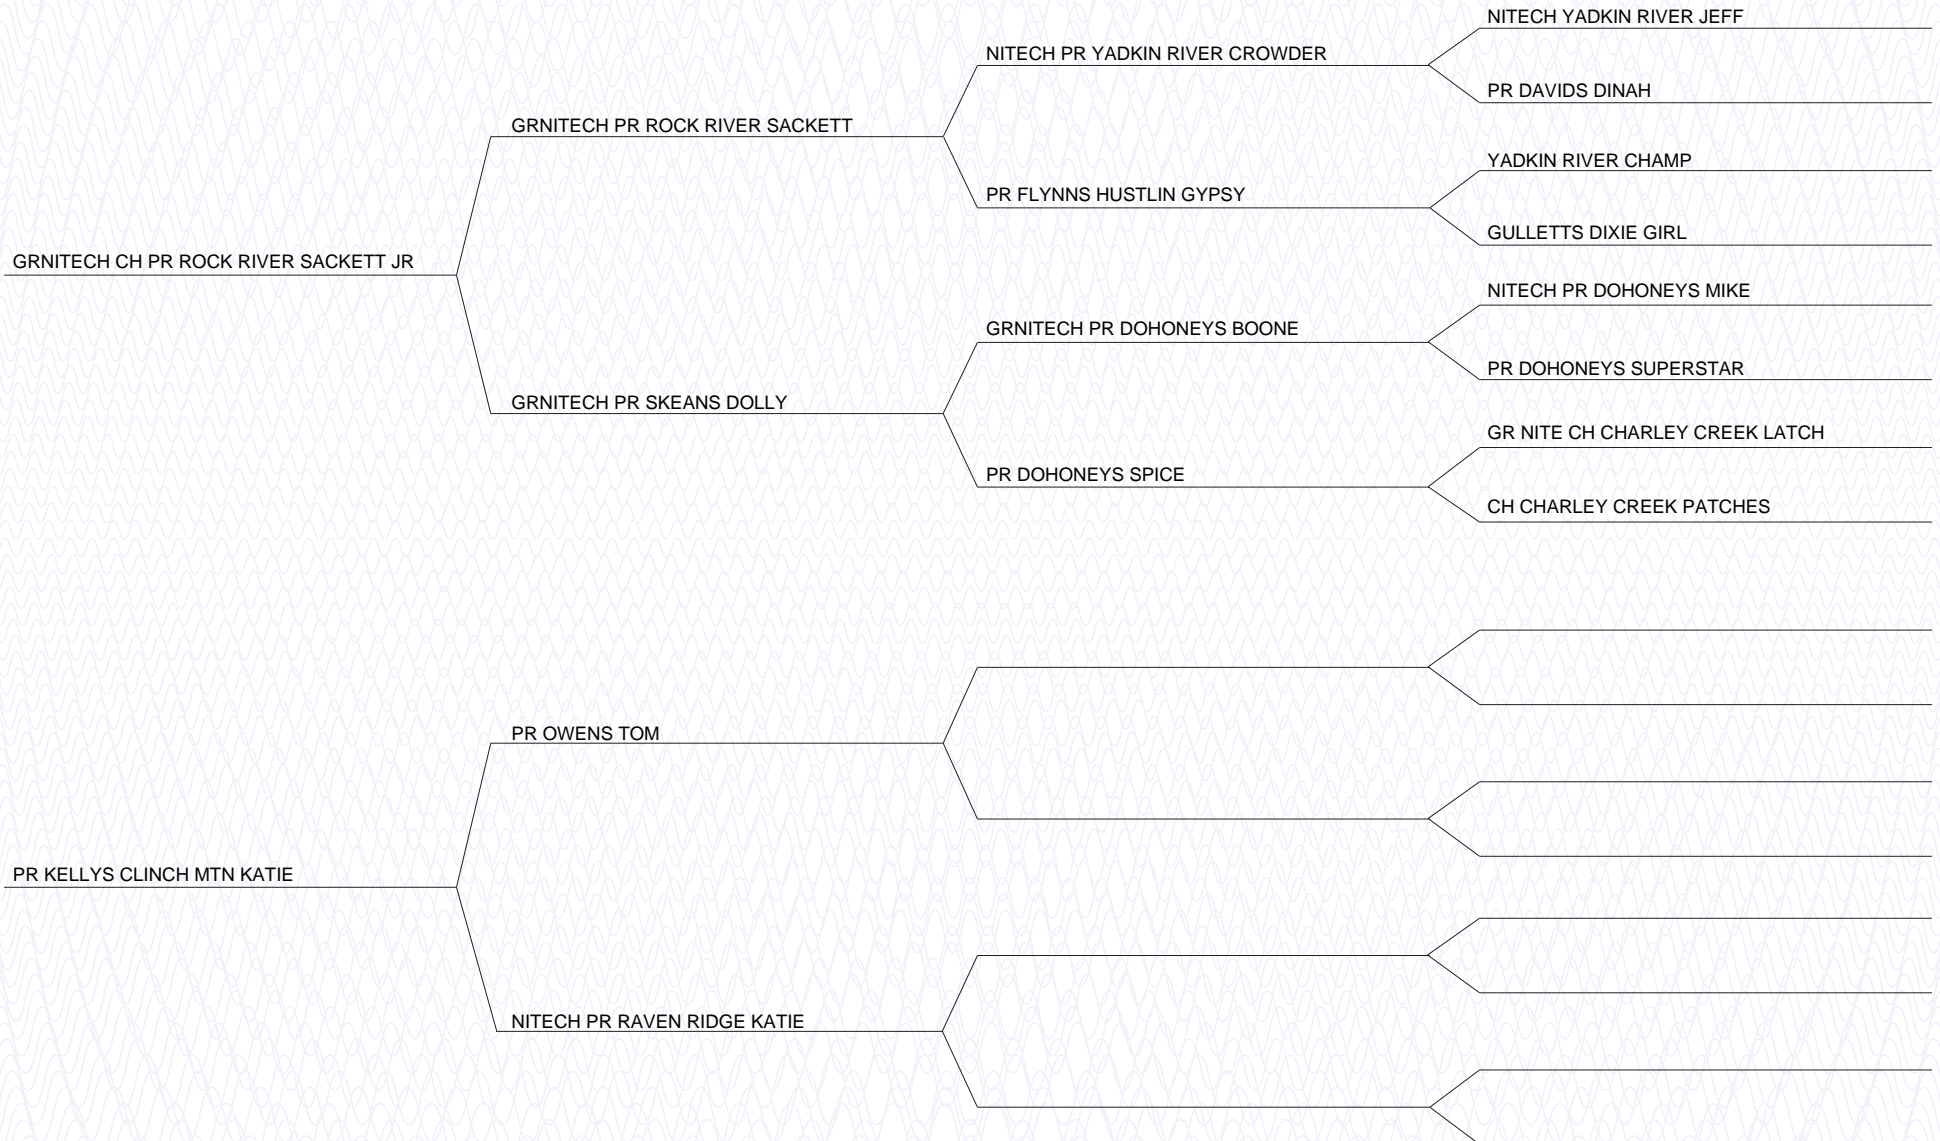 NITECH YADKIN RIVER JEFF
NITECH PR YADKIN RIVER CROWDER
PR DAVIDS DINAH
GRNITECH PR ROCK RIVER SACKETT
YADKIN RIVER CHAMP
PR FLYNNS HUSTLIN GYPSY
GULLETTS DIXIE GIRL
GRNITECH CH PR ROCK RIVER SACKETT JR
NITECH PR DOHONEYS MIKE
GRNITECH PR DOHONEYS BOONE
PR DOHONEYS SUPERSTAR
GRNITECH PR SKEANS DOLLY
GR NITE CH CHARLEY CREEK LATCH
PR DOHONEYS SPICE
CH CHARLEY CREEK PATCHES
PR OWENS TOM
PR KELLYS CLINCH MTN KATIE
NITECH PR RAVEN RIDGE KATIE